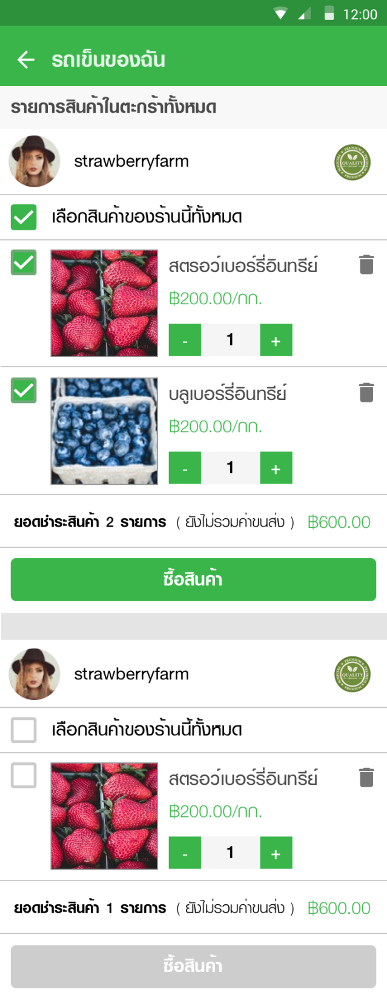 12:00
รถเข็นของฉัน
รายการสินค้าในตะกร้าทั้งหมด
strawberryfarm
PREMIUM
QUALITY
PREMIUM
เลือกสินค้าของร้านนี้ทั้งหมด
สตรอว์เบอร์รี่อินทรีย์
฿200.00/กก.
- 1 +
บลูเบอร์รี่อินทรีย์
฿200.00/กก.
- 1 +
ยอดชำระสินค้า 2 รายการ ( ยังไม่รวมค่าขนส่ง ) ฿600.00
ซื้อสินค้า
strawberryfarm
PREMIUM
QUALITY
PREMIUM
เลือกสินค้าของร้านนี้ทั้งหมด
สตรอว์เบอร์รี่อินทรีย์
฿200.00/กก.
- 1 +
ยอดชำระสินค้า 1 รายการ ( ยังไม่รวมค่าขนส่ง ) ฿600.00
ซื้อสินค้า